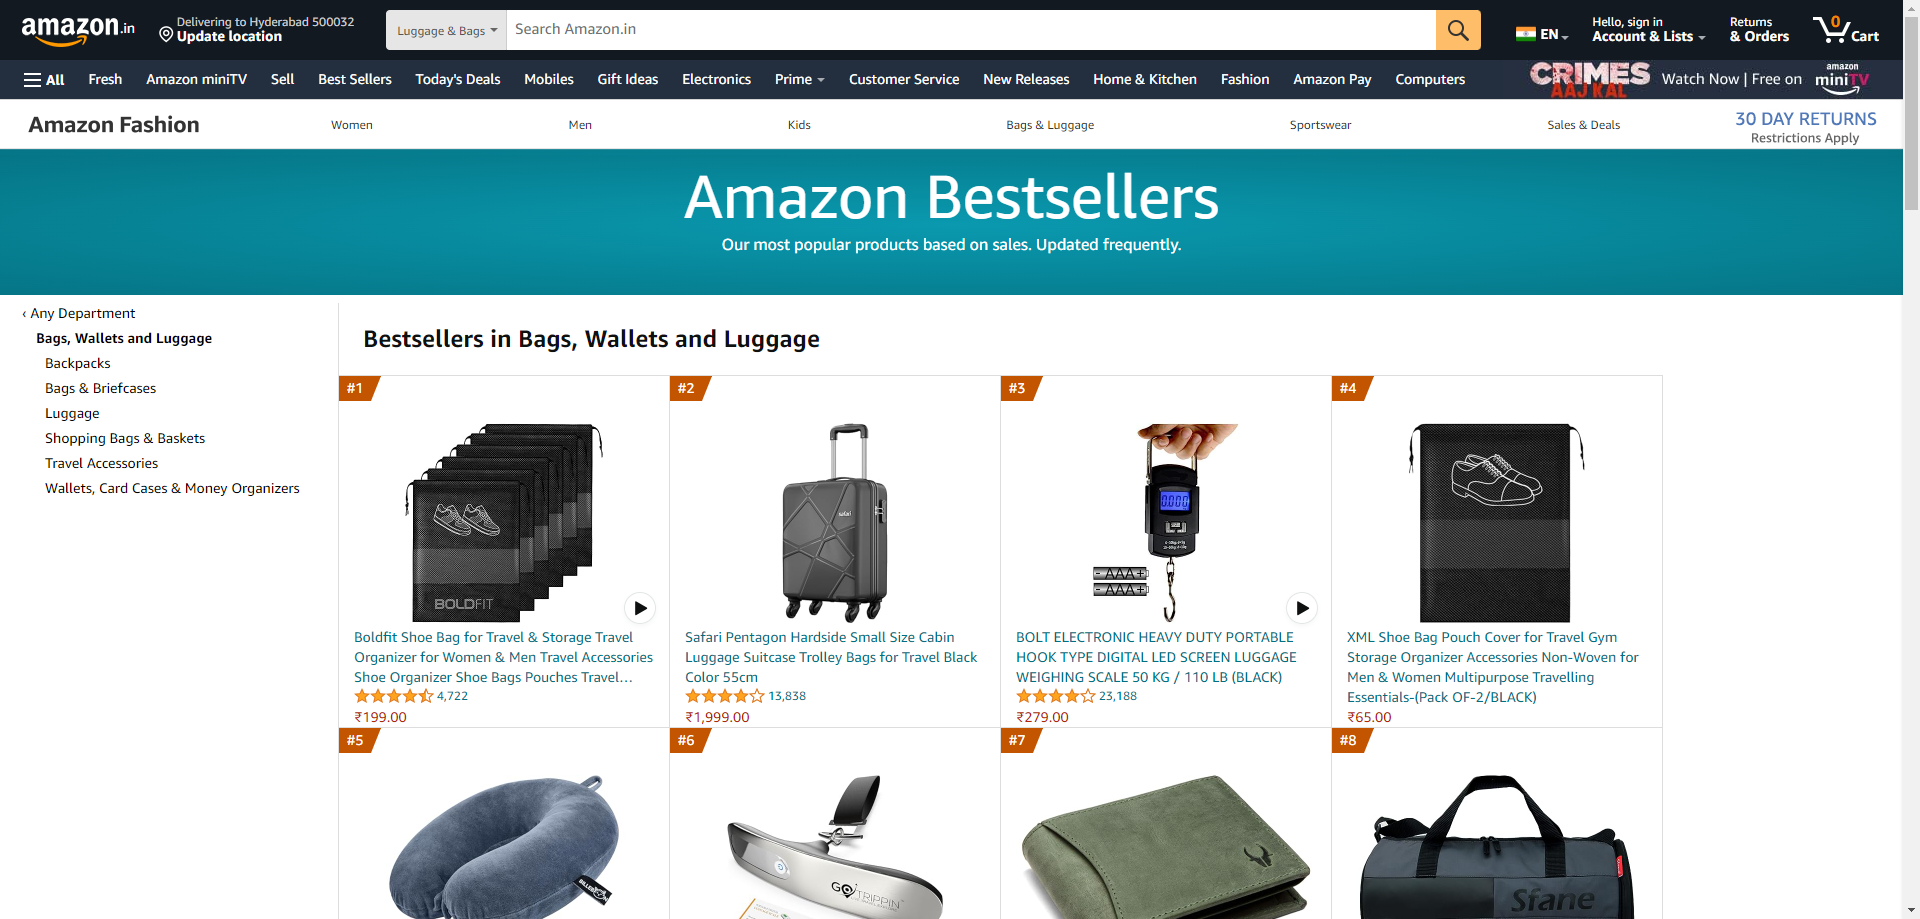 amazon.in
Delivering to Hyderabad 500032
Update location
Luggage & Bags
Search Amazon.in
EN
Hello, sign in
Account & Lists
Returns
& Orders
0
Cart
All
Fresh
Amazon miniTV
Sell
Best Sellers
Today's Deals
Mobiles
Gift Ideas
Electronics
Prime
Customer Service
New Releases
Home & Kitchen
Fashion
Amazon Pay
Computers
CRIMES
AAJ KAL
Watch Now | Free on
amazon
miniTV
Amazon Fashion
Women
Men
Kids
Bags & Luggage
Sportswear
Sales & Deals
30 DAY RETURNS
Restrictions Apply
Amazon Bestsellers
Our most popular products based on sales. Updated frequently.
‹ Any Department
Bags, Wallets and Luggage
Backpacks
Bags & Briefcases
Luggage
Shopping Bags & Baskets
Travel Accessories
Wallets, Card Cases & Money Organizers
Bestsellers in Bags, Wallets and Luggage
#1
BOLDFIT
Boldfit Shoe Bag for Travel & Storage Travel
Organizer for Women & Men Travel Accessories
Shoe Organizer Shoe Bags Pouches Travel…
4,722
₹199.00
#2
safari
Safari Pentagon Hardside Small Size Cabin
Luggage Suitcase Trolley Bags for Travel Black
Color 55cm
13,838
₹1,999.00
#3
0.000
- AAA +
- AAA +
BOLT ELECTRONIC HEAVY DUTY PORTABLE
HOOK TYPE DIGITAL LED SCREEN LUGGAGE
WEIGHING SCALE 50 KG / 110 LB (BLACK)
23,188
₹279.00
#4
XML Shoe Bag Pouch Cover for Travel Gym
Storage Organizer Accessories Non-Woven for
Men & Women Multipurpose Travelling
Essentials-(Pack OF-2/BLACK)
₹65.00
#5
#6
GO TRIPPIN
#7
#8
Sfane